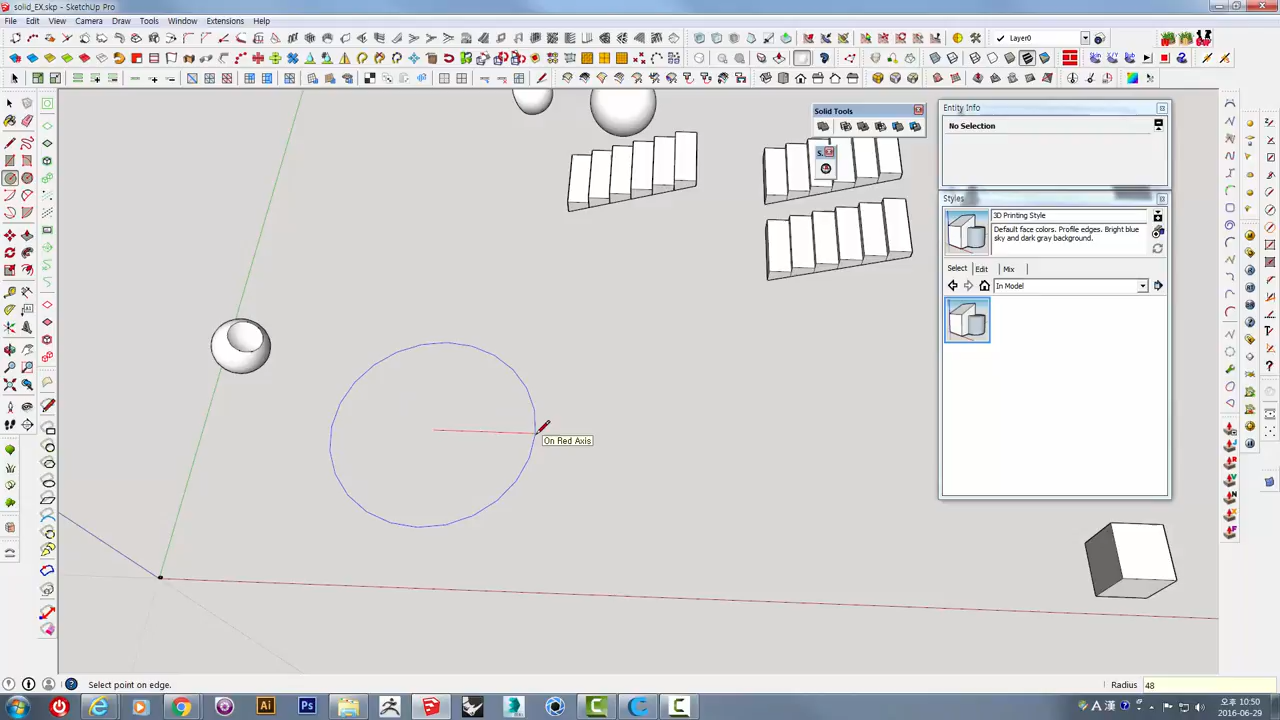 solid_EX.skp - SketchUp Pro
File Edit View Camera Draw Tools Window Extensions Help
Layer0
Solid Tools
S.
Entity Info
No Selection
Styles
3D Printing Style
Default face colors. Profile edges. Bright blue
sky and dark gray background.
Select Edit Mix
In Model
On Red Axis
Select point on edge.
Radius 48
A 漢
오후 10:50
2016-06-29